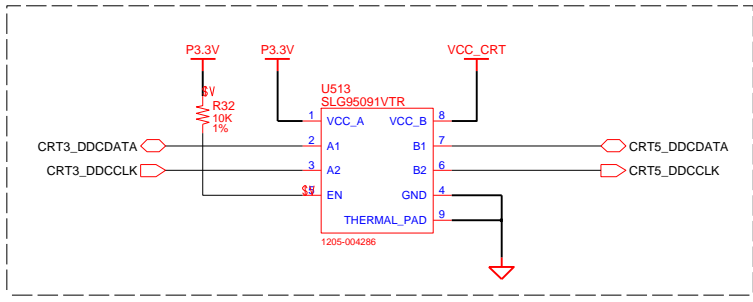 P3.3V
P3.3V
VCC_CRT
U513
SLG95091VTR
R32
10K
1%
1
VCC_A
VCC_B
8
CRT3_DDCDATA
2
A1
B1
7
CRT5_DDCDATA
CRT3_DDCCLK
3
A2
B2
6
CRT5_DDCCLK
EN
GND
4
THERMAL_PAD
9
1205-004286